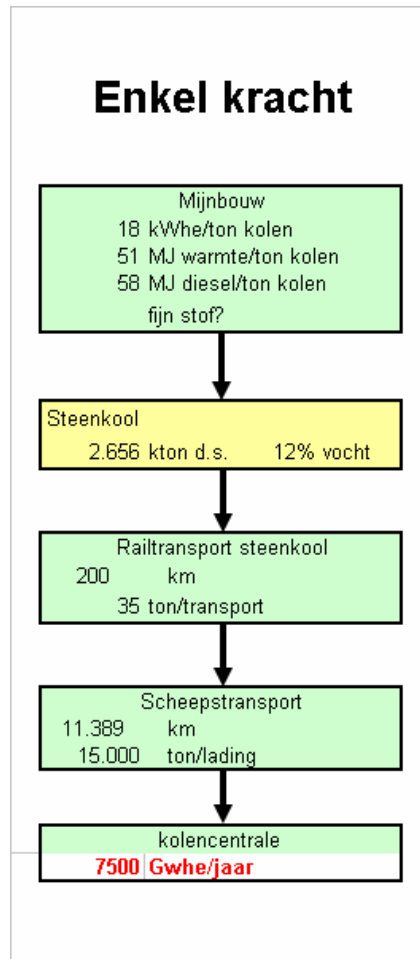 Enkel kracht
Mijnbouw
18 kWhe/ton kolen
51 MJ warmte/ton kolen
58 MJ diesel/ton kolen
fijn stof?
Steenkool
2.656 kton d.s. 12% vocht
Railtransport steenkool
200 km
35 ton/transport
Scheepstransport
11.389 km
15.000 ton/lading
kolencentrale
7500 Gwhe/jaar